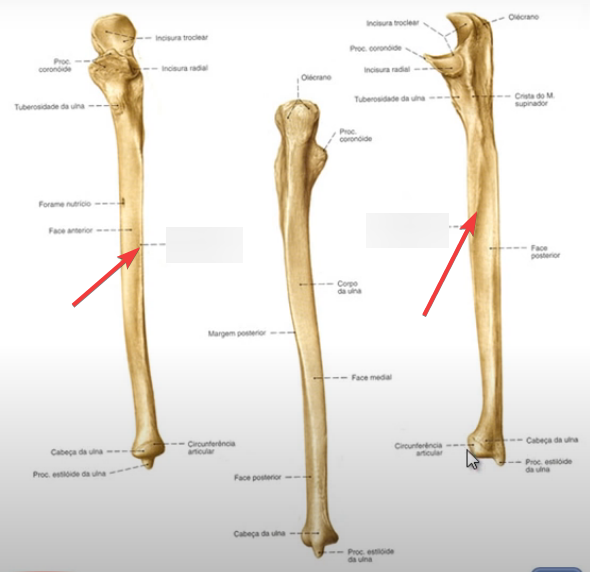 Incisura troclear
Proc.
coronóide
Incisura radial
Tuberosidade da ulna
Forame nutrício
Face anterior
Cabeça da ulna
Circunferência
articular
Proc. estilóide da ulna
Olécrano
Proc.
coronóide
Corpo
da ulna
Margem posterior
Face medial
Face posterior
Cabeça da ulna
Proc. estilóide
da ulna
Incisura troclear
Olécrano
Proc. coronóide
Incisura radial
Tuberosidade da ulna
Crista do M.
supinador
Face
posterior
Circunferência
articular
Cabeça da ulna
Proc. estilóide
da ulna